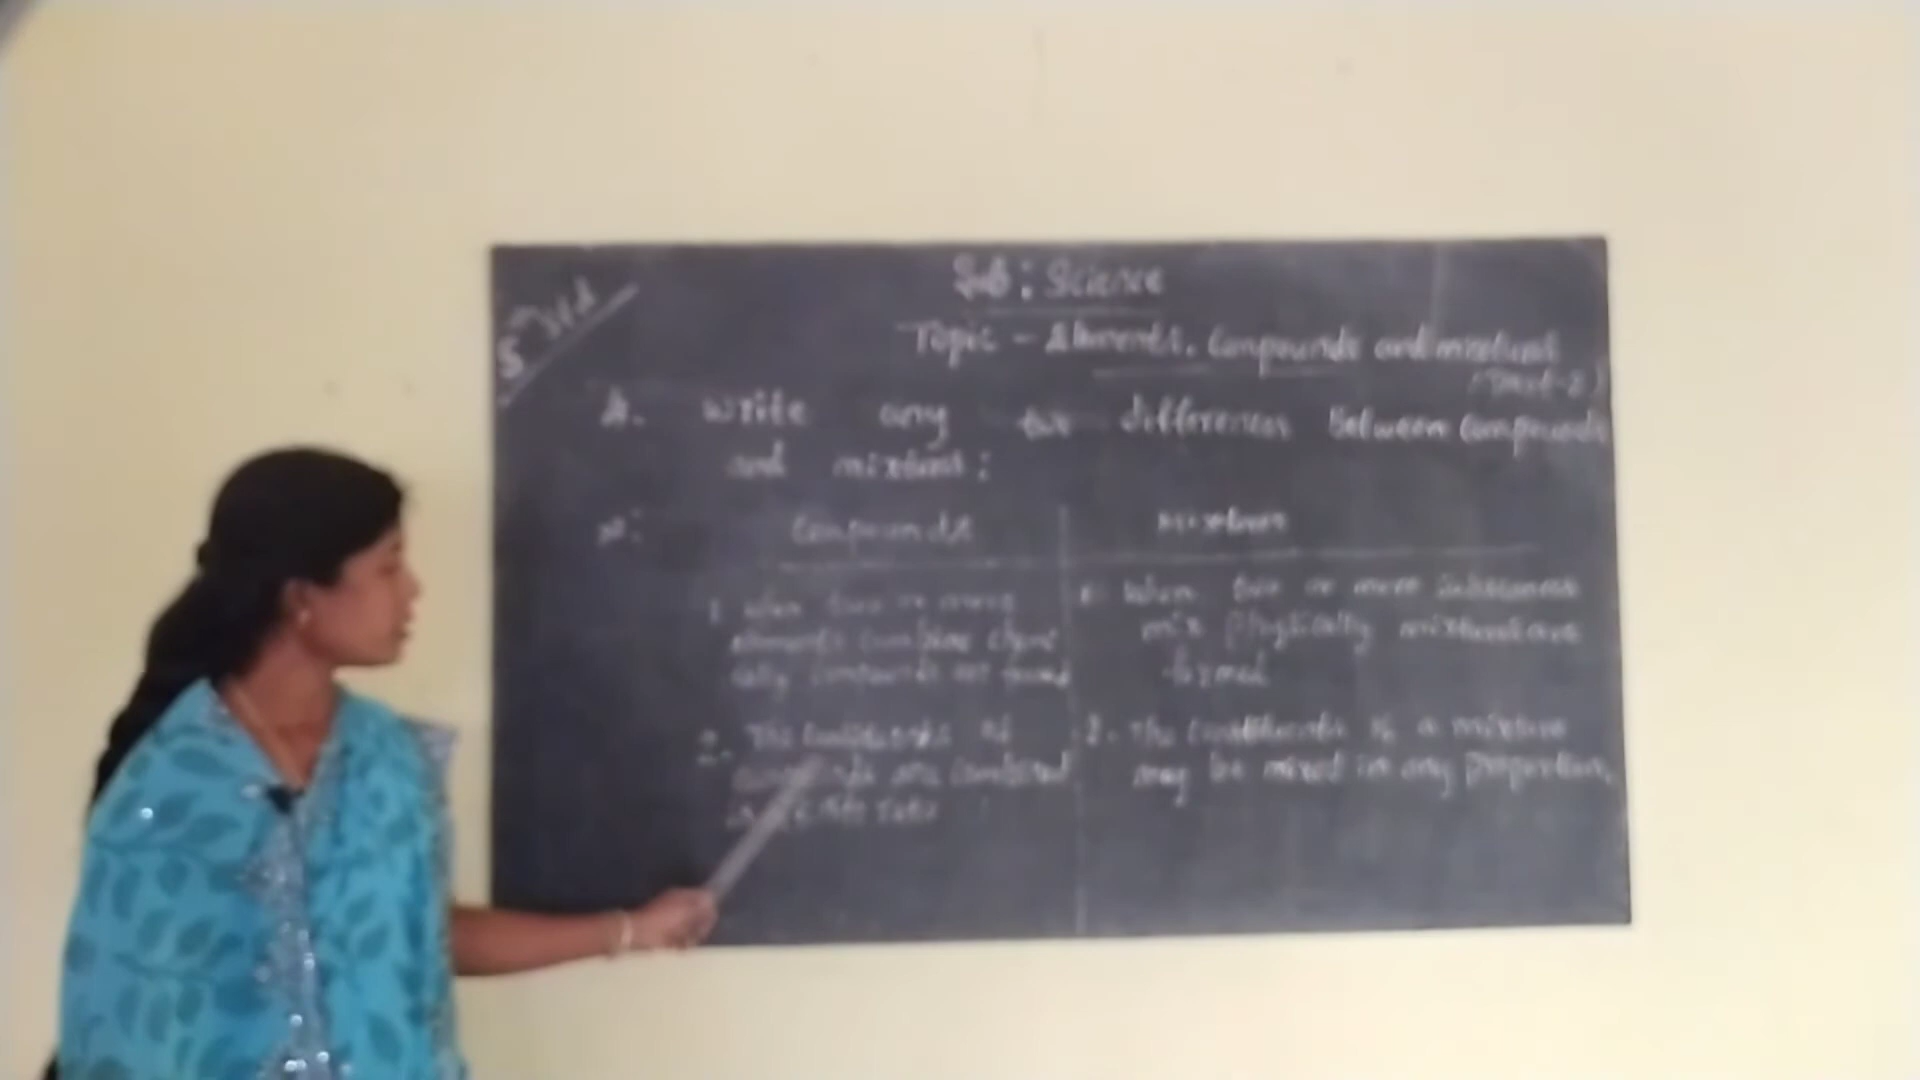 5th Std
Sub : Science
Topic - Elements, Compounds and mixtures
(Part-2)
A. Write any two differences between Compounds
and mixtures :
Compounds
Mixtures
1. When two or more
elements combine chemi
cally compounds are formed
2. The constituents of
are combined
1. When two or more substances
mix physically mixtures are
formed
2. The constituents of a mixture
may be mixed in any proportion.